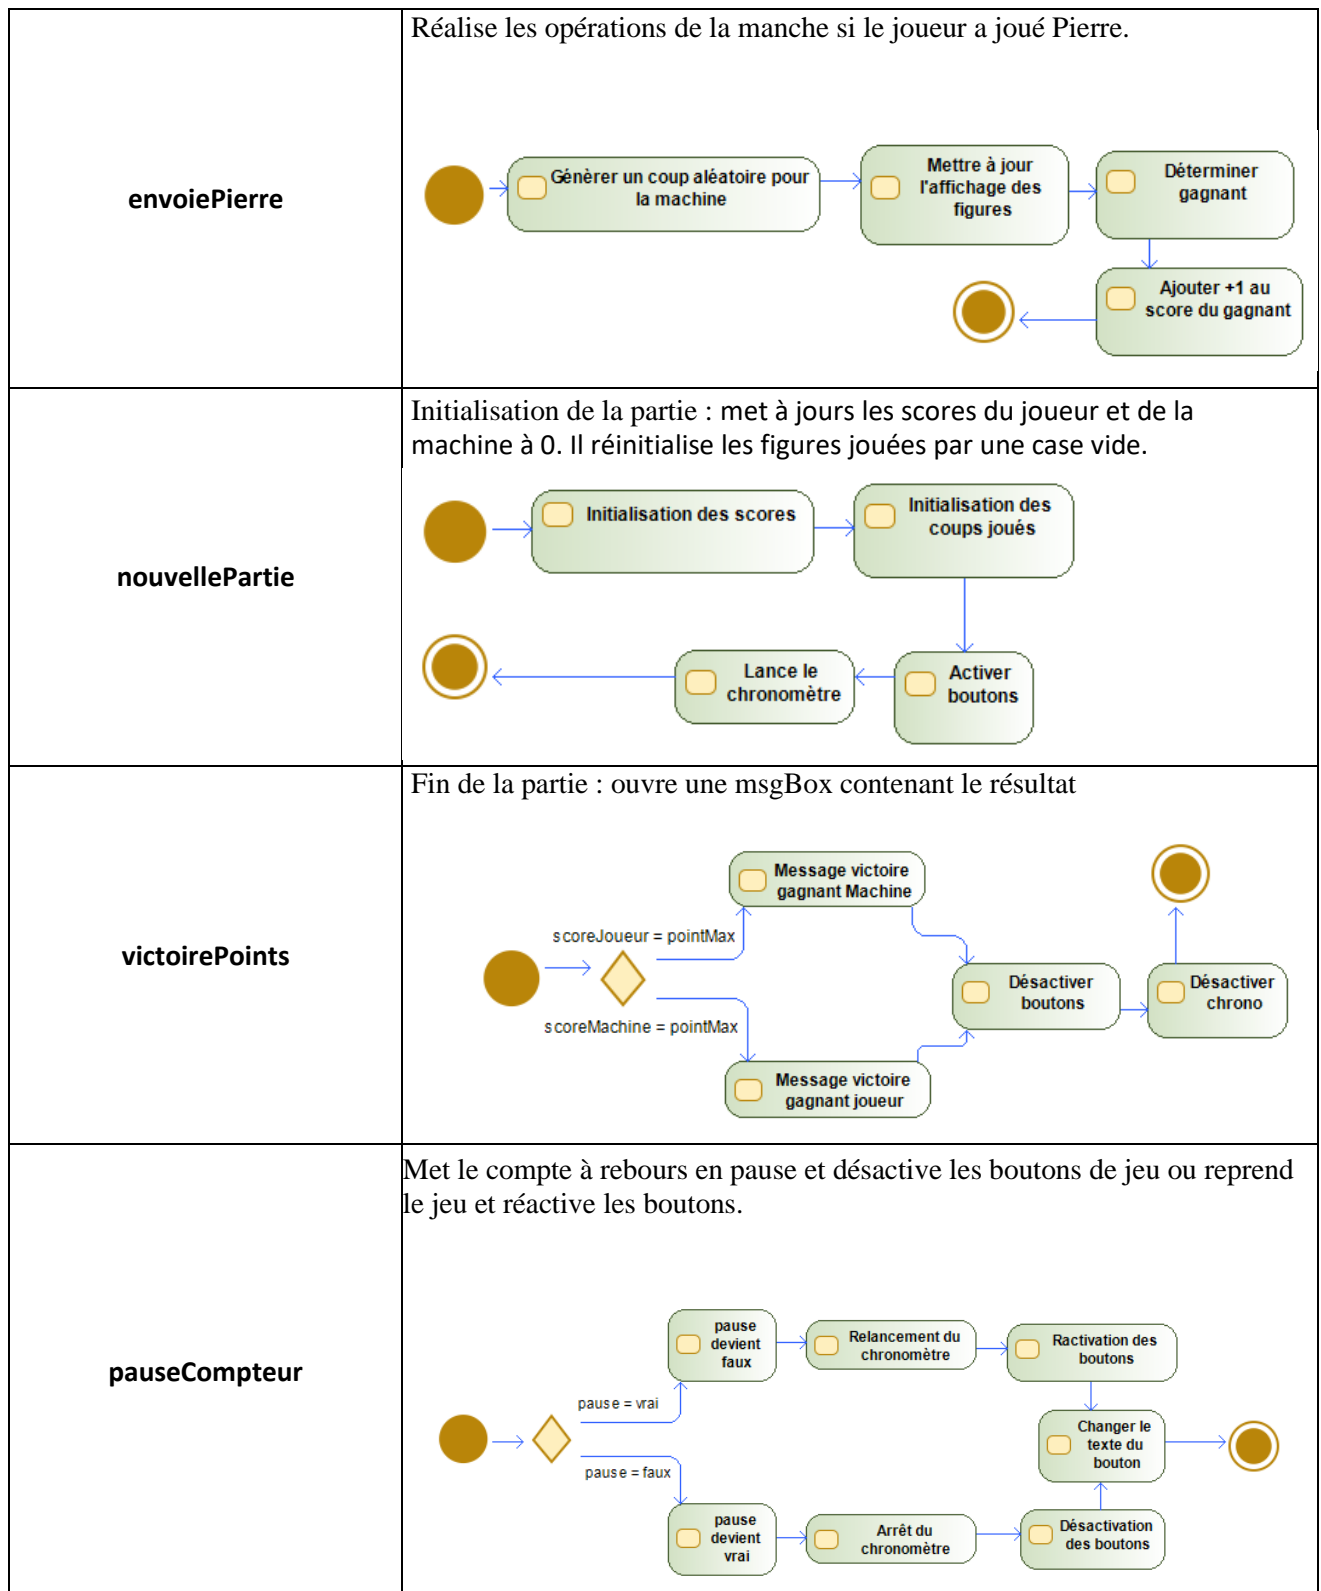 Réalise les opérations de la manche si le joueur a joué Pierre.
envoiePierre
Génèrer un coup aléatoire pour
la machine
Mettre à jour
l'affichage des
figures
Déterminer
gagnant
Ajouter +1 au
score du gagnant
Initialisation de la partie : met à jours les scores du joueur et de la
machine à 0. Il réinitialise les figures jouées par une case vide.
nouvellePartie
Initialisation des scores
Initialisation des
coups joués
Activer
boutons
Lance le
chronomètre
Fin de la partie : ouvre une msgBox contenant le résultat
victoirePoints
scoreJoueur = pointMax
Message victoire
gagnant Machine
scoreMachine = pointMax
Message victoire
gagnant joueur
Désactiver
boutons
Désactiver
chrono
Met le compte à rebours en pause et désactive les boutons de jeu ou reprend
le jeu et réactive les boutons.
pauseCompteur
pause = vrai
pause
devient
faux
Relancement du
chronomètre
Ractivation des
boutons
Changer le
texte du
bouton
pause = faux
pause
devient
vrai
Arrêt du
chronomètre
Désactivation
des boutons